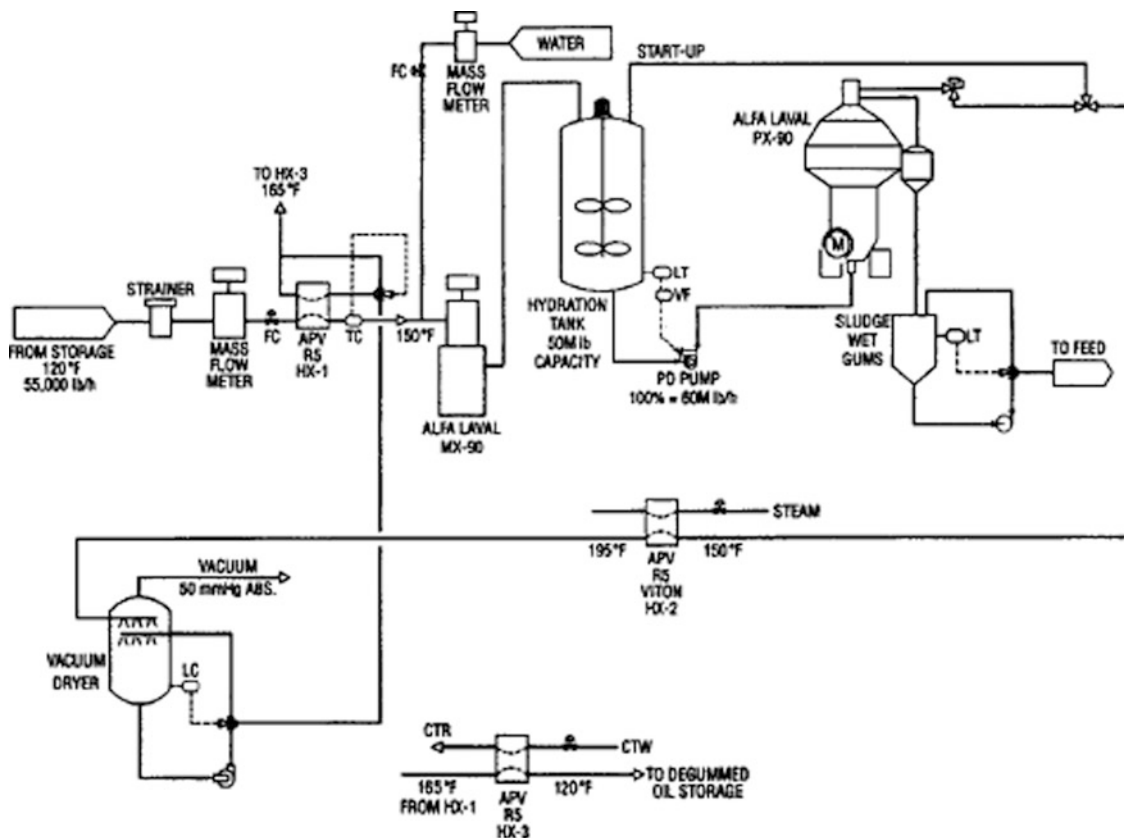 WATER
START-UP
FC
MASS
FLOW
METER
ALFA LAVAL
PX-90
TO HX-3
165°F
M
STRAINER
LT
VF
HYDRATION
TANK
50M lb
CAPACITY
SLUDGE
WET
GUMS
LT
TO FEED
FROM STORAGE
120°F
55,000 lb/h
MASS
FLOW
METER
FC
APV
R5
HX-1
TC
150°F
PD PUMP
100% = 60M lb/h
ALFA LAVAL
MX-90
STEAM
195°F
150°F
APV
R5
VITON
HX-2
VACUUM
50 mmHg ABS.
VACUUM
DRYER
LC
CTR
CTW
165°F
FROM HX-1
120°F
TO DEGUMMED
OIL STORAGE
APV
R5
HX-3